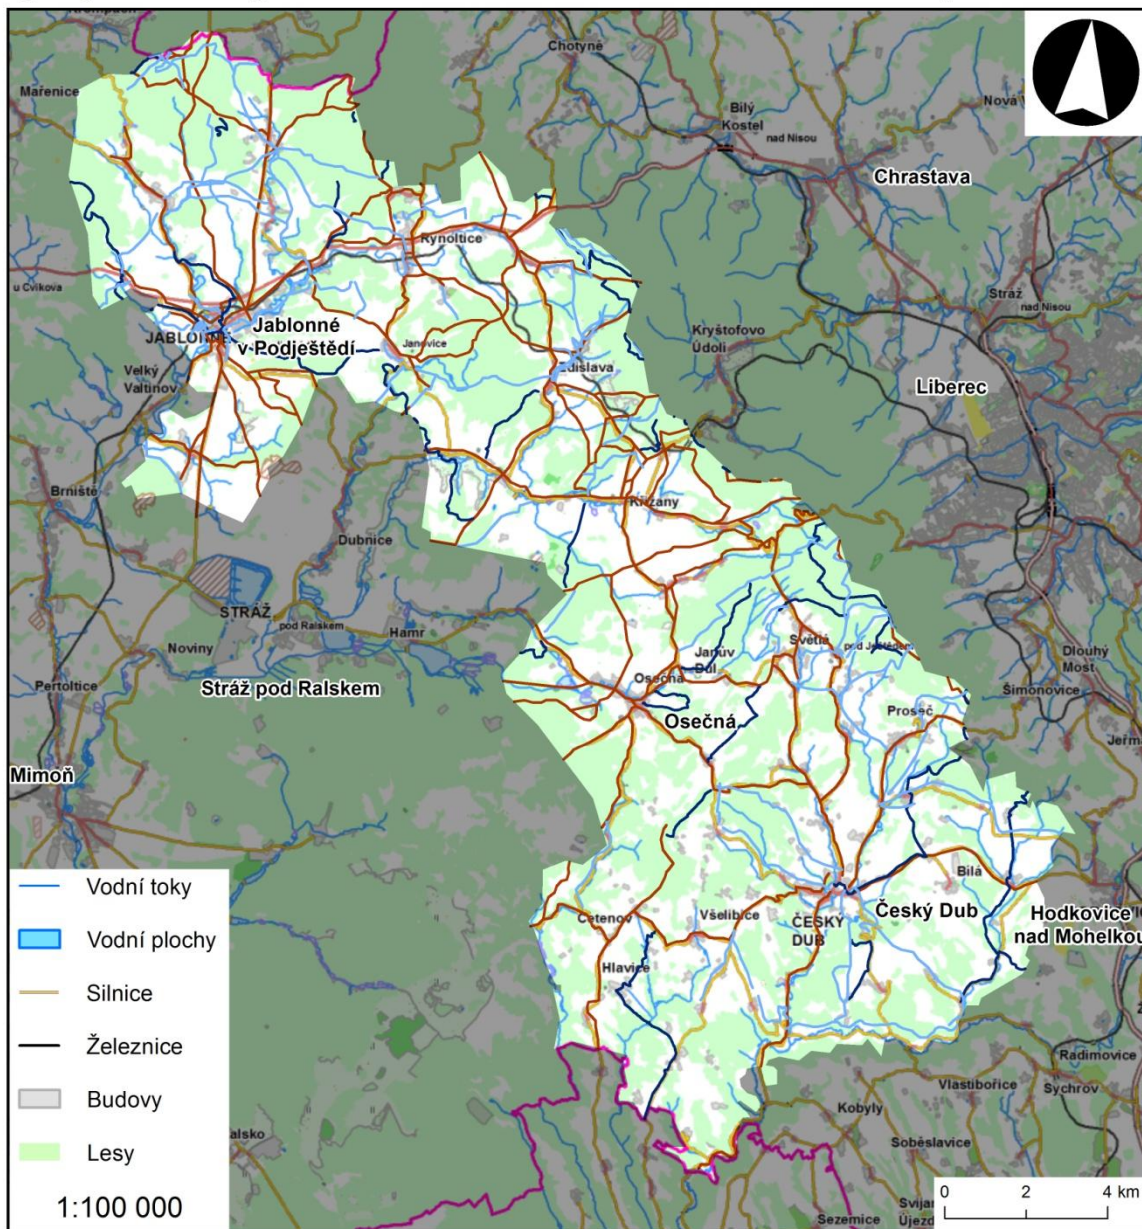 Chotyně
Mařenice
Bílý
Kostel
nad Nisou
Chrastava
Rynoltice
u Cvikova
Stráž
nad Nisou
Kryštofovo
Údolí
Jablonné
v Podještědí
Janovice
Zdislava
Velký
Valtinov
Liberec
Brniště
Křižany
Dubnice
STRÁŽ
pod Ralskem
Hamr
Noviny
Světlá
pod Ještědem
Janův
Důl
Dlouhý
Most
Osečná
Šimonovice
Pertoltice
Stráž pod Ralskem
Proseč
Osečná
Mimoň
Bílá
Vodní toky
Cetenov
Všelibice
Český Dub
ČESKÝ
DUB
Hodkovice
nad Mohelkou
Vodní plochy
Hlavice
Silnice
Železnice
Radimovice
Vlastibořice
Sychrov
Budovy
Kobyly
Lesy
Soběslavice
1:100 000
0 2 4 km
Újezd
Sezemice